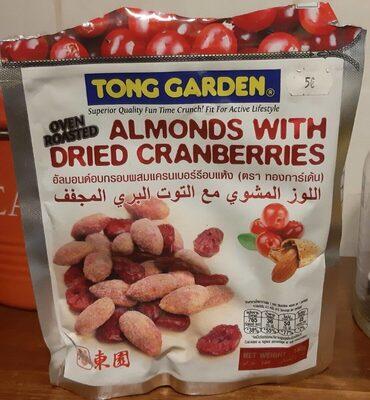 58
TONG GARDEN®
Superior Quality Fun Time Crunch! Fit For Active Lifestyle
OVEN
ROASTED
ALMONDS WITH
DRIED CRANBERRIES
อัลมอนด์อบกรอบผสมแครนเบอร์รี่อบแห้ง (ตรา ทองการ์เด้น)
اللوز المشوي مع التوت البري المجفف
東園
NET WEIGHT